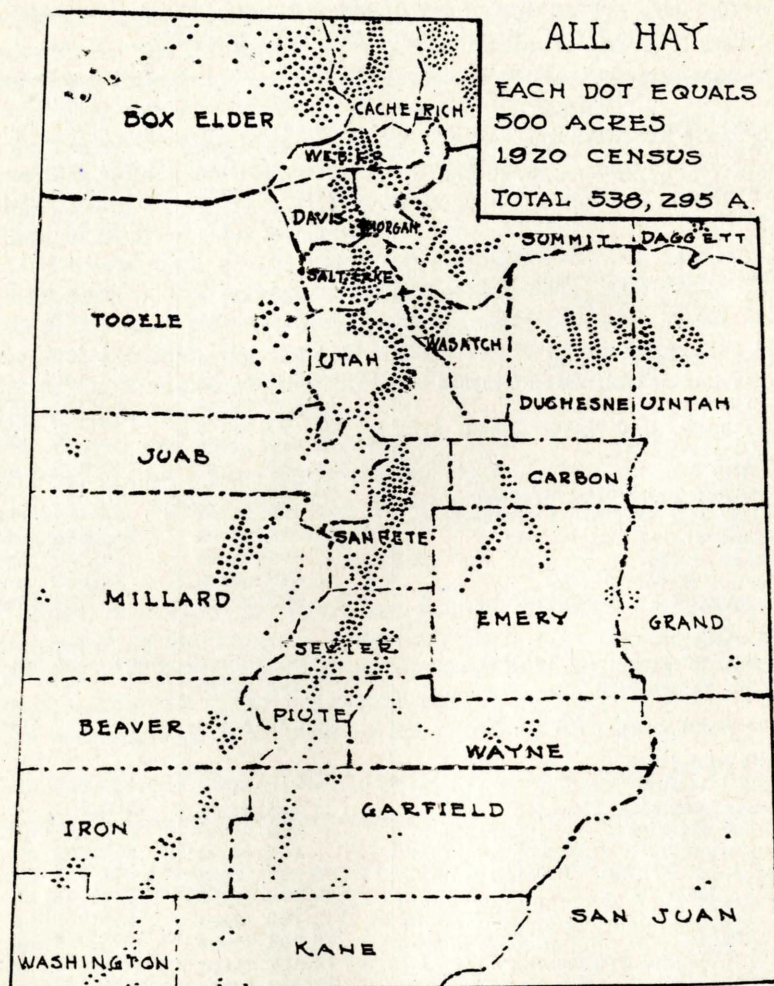 ALL HAY
EACH DOT EQUALS
500 ACRES
1920 CENSUS
TOTAL 538,295 A.
BOX ELDER
CACHE
RICH
WEBER
DAVIS
MORGAN
SUMMIT
DAGGETT
SALT LAKE
TOOELE
UTAH
WASATCH
DUCHESNE
UINTAH
JUAB
CARBON
SANPETE
MILLARD
EMERY
GRAND
SEVIER
BEAVER
PIUTE
WAYNE
IRON
GARFIELD
SAN JUAN
WASHINGTON
KANE